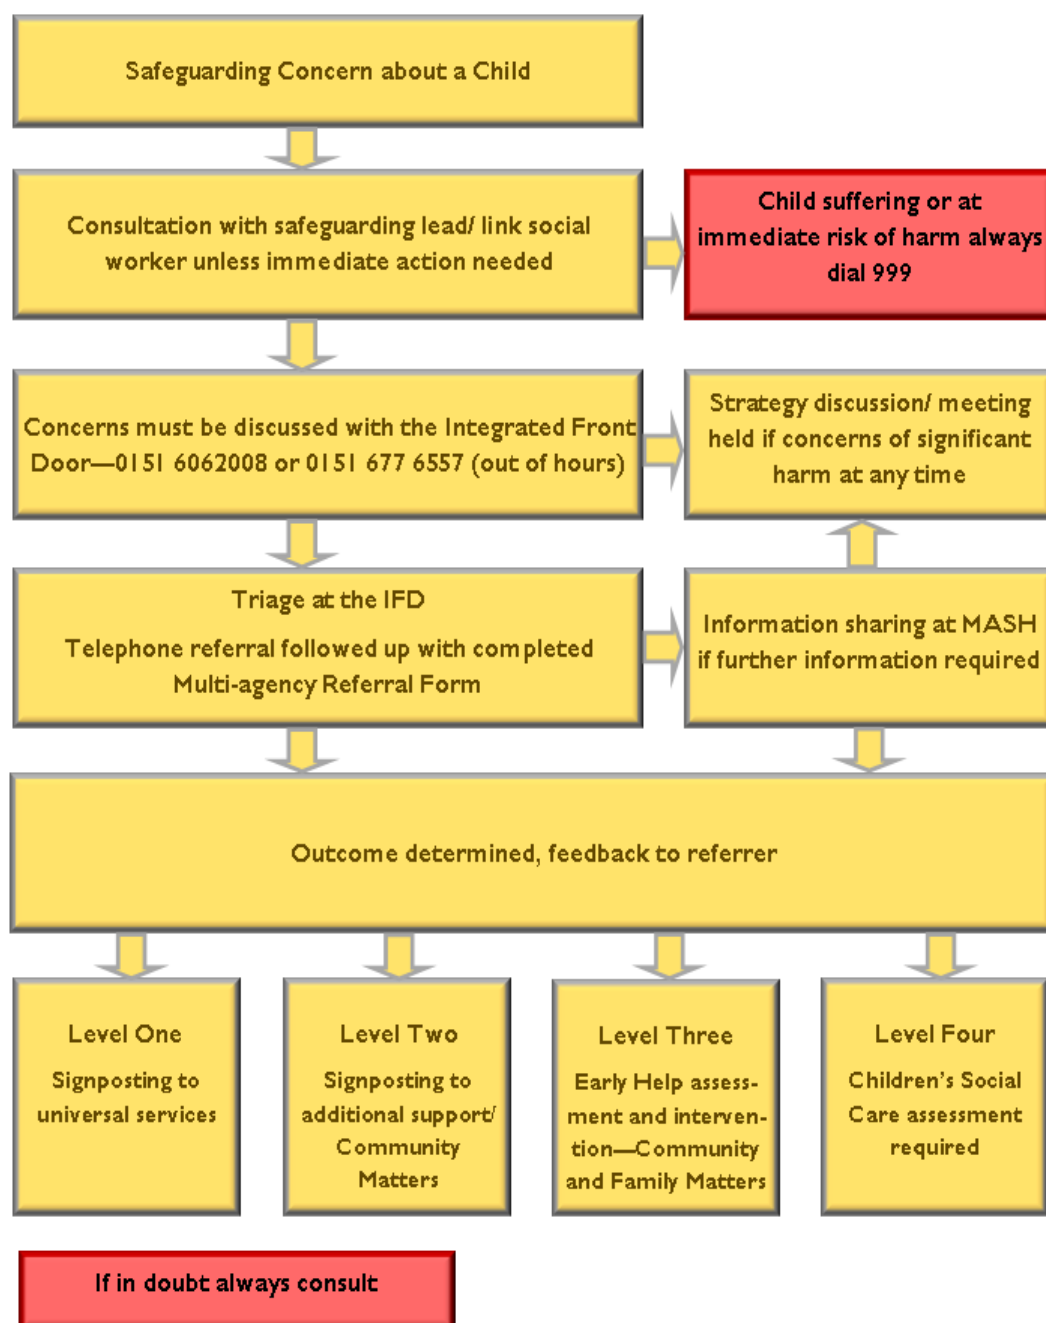 Safeguarding Concern about a Child
Consultation with safeguarding lead/ link social
worker unless immediate action needed
Child suffering or at
immediate risk of harm always
dial 999
Concerns must be discussed with the Integrated Front
Door—0151 6062008 or 0151 677 6557 (out of hours)
Strategy discussion/ meeting
held if concerns of significant
harm at any time
Triage at the IFD
Telephone referral followed up with completed
Multi-agency Referral Form
Information sharing at MASH
if further information required
Outcome determined, feedback to referrer
Level One
Signposting to
universal services
Level Two
Signposting to
additional support/
Community
Matters
Level Three
Early Help assess-
ment and interven-
tion—Community
and Family Matters
Level Four
Children’s Social
Care assessment
required
If in doubt always consult